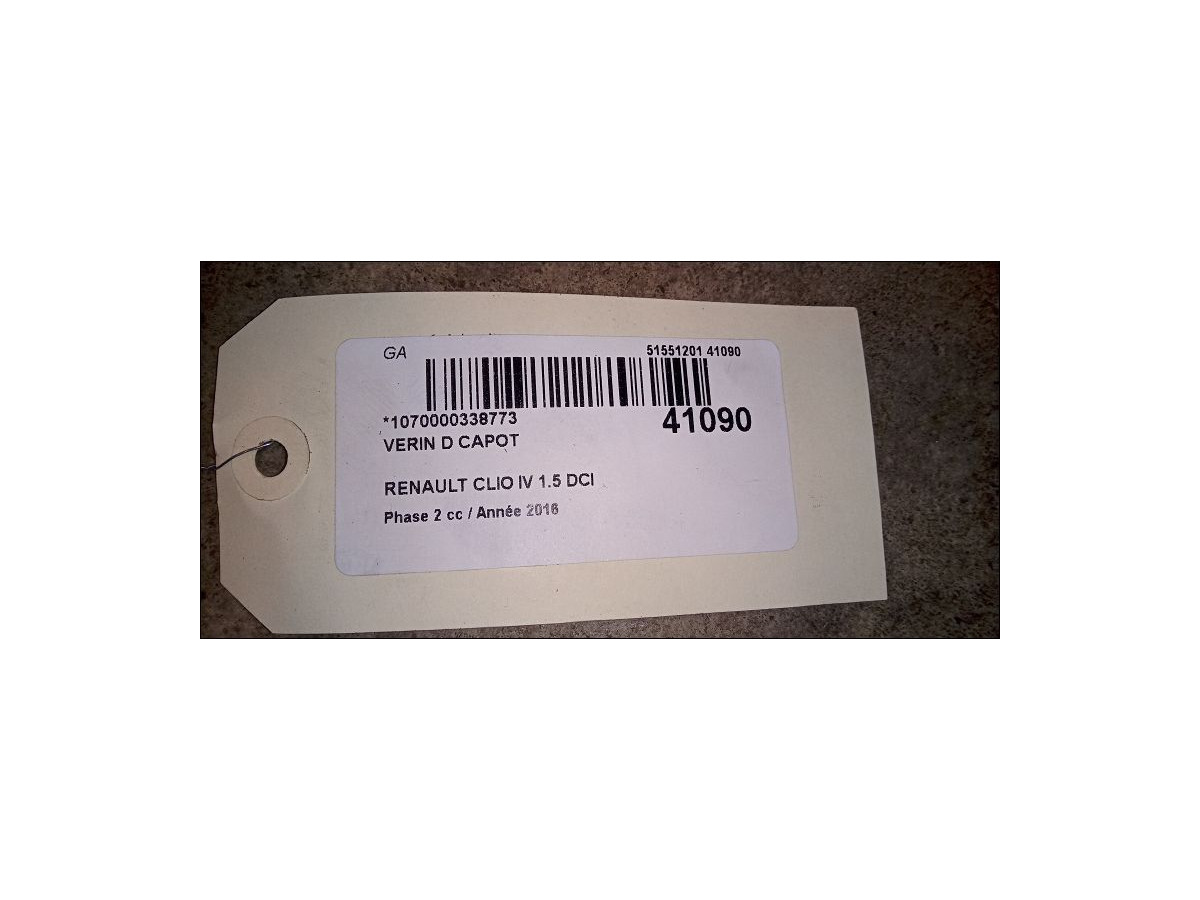 GA 51551201 41090
*1070000338773 41090
VERIN D CAPOT
RENAULT CLIO IV 1.5 DCI
Phase 2 cc / Année 2016